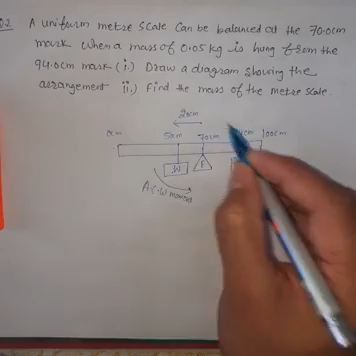 Q.2 A uniform metre scale can be balanced at the 70.0cm
mark when a mass of 0.05 kg is hung from the
94.0cm mark (i.) Draw a diagram showing the
arrangement ii.) Find the mass of the metre scale.
20cm
0cm 50cm 70cm cm 100cm
W F
A.C.W moment